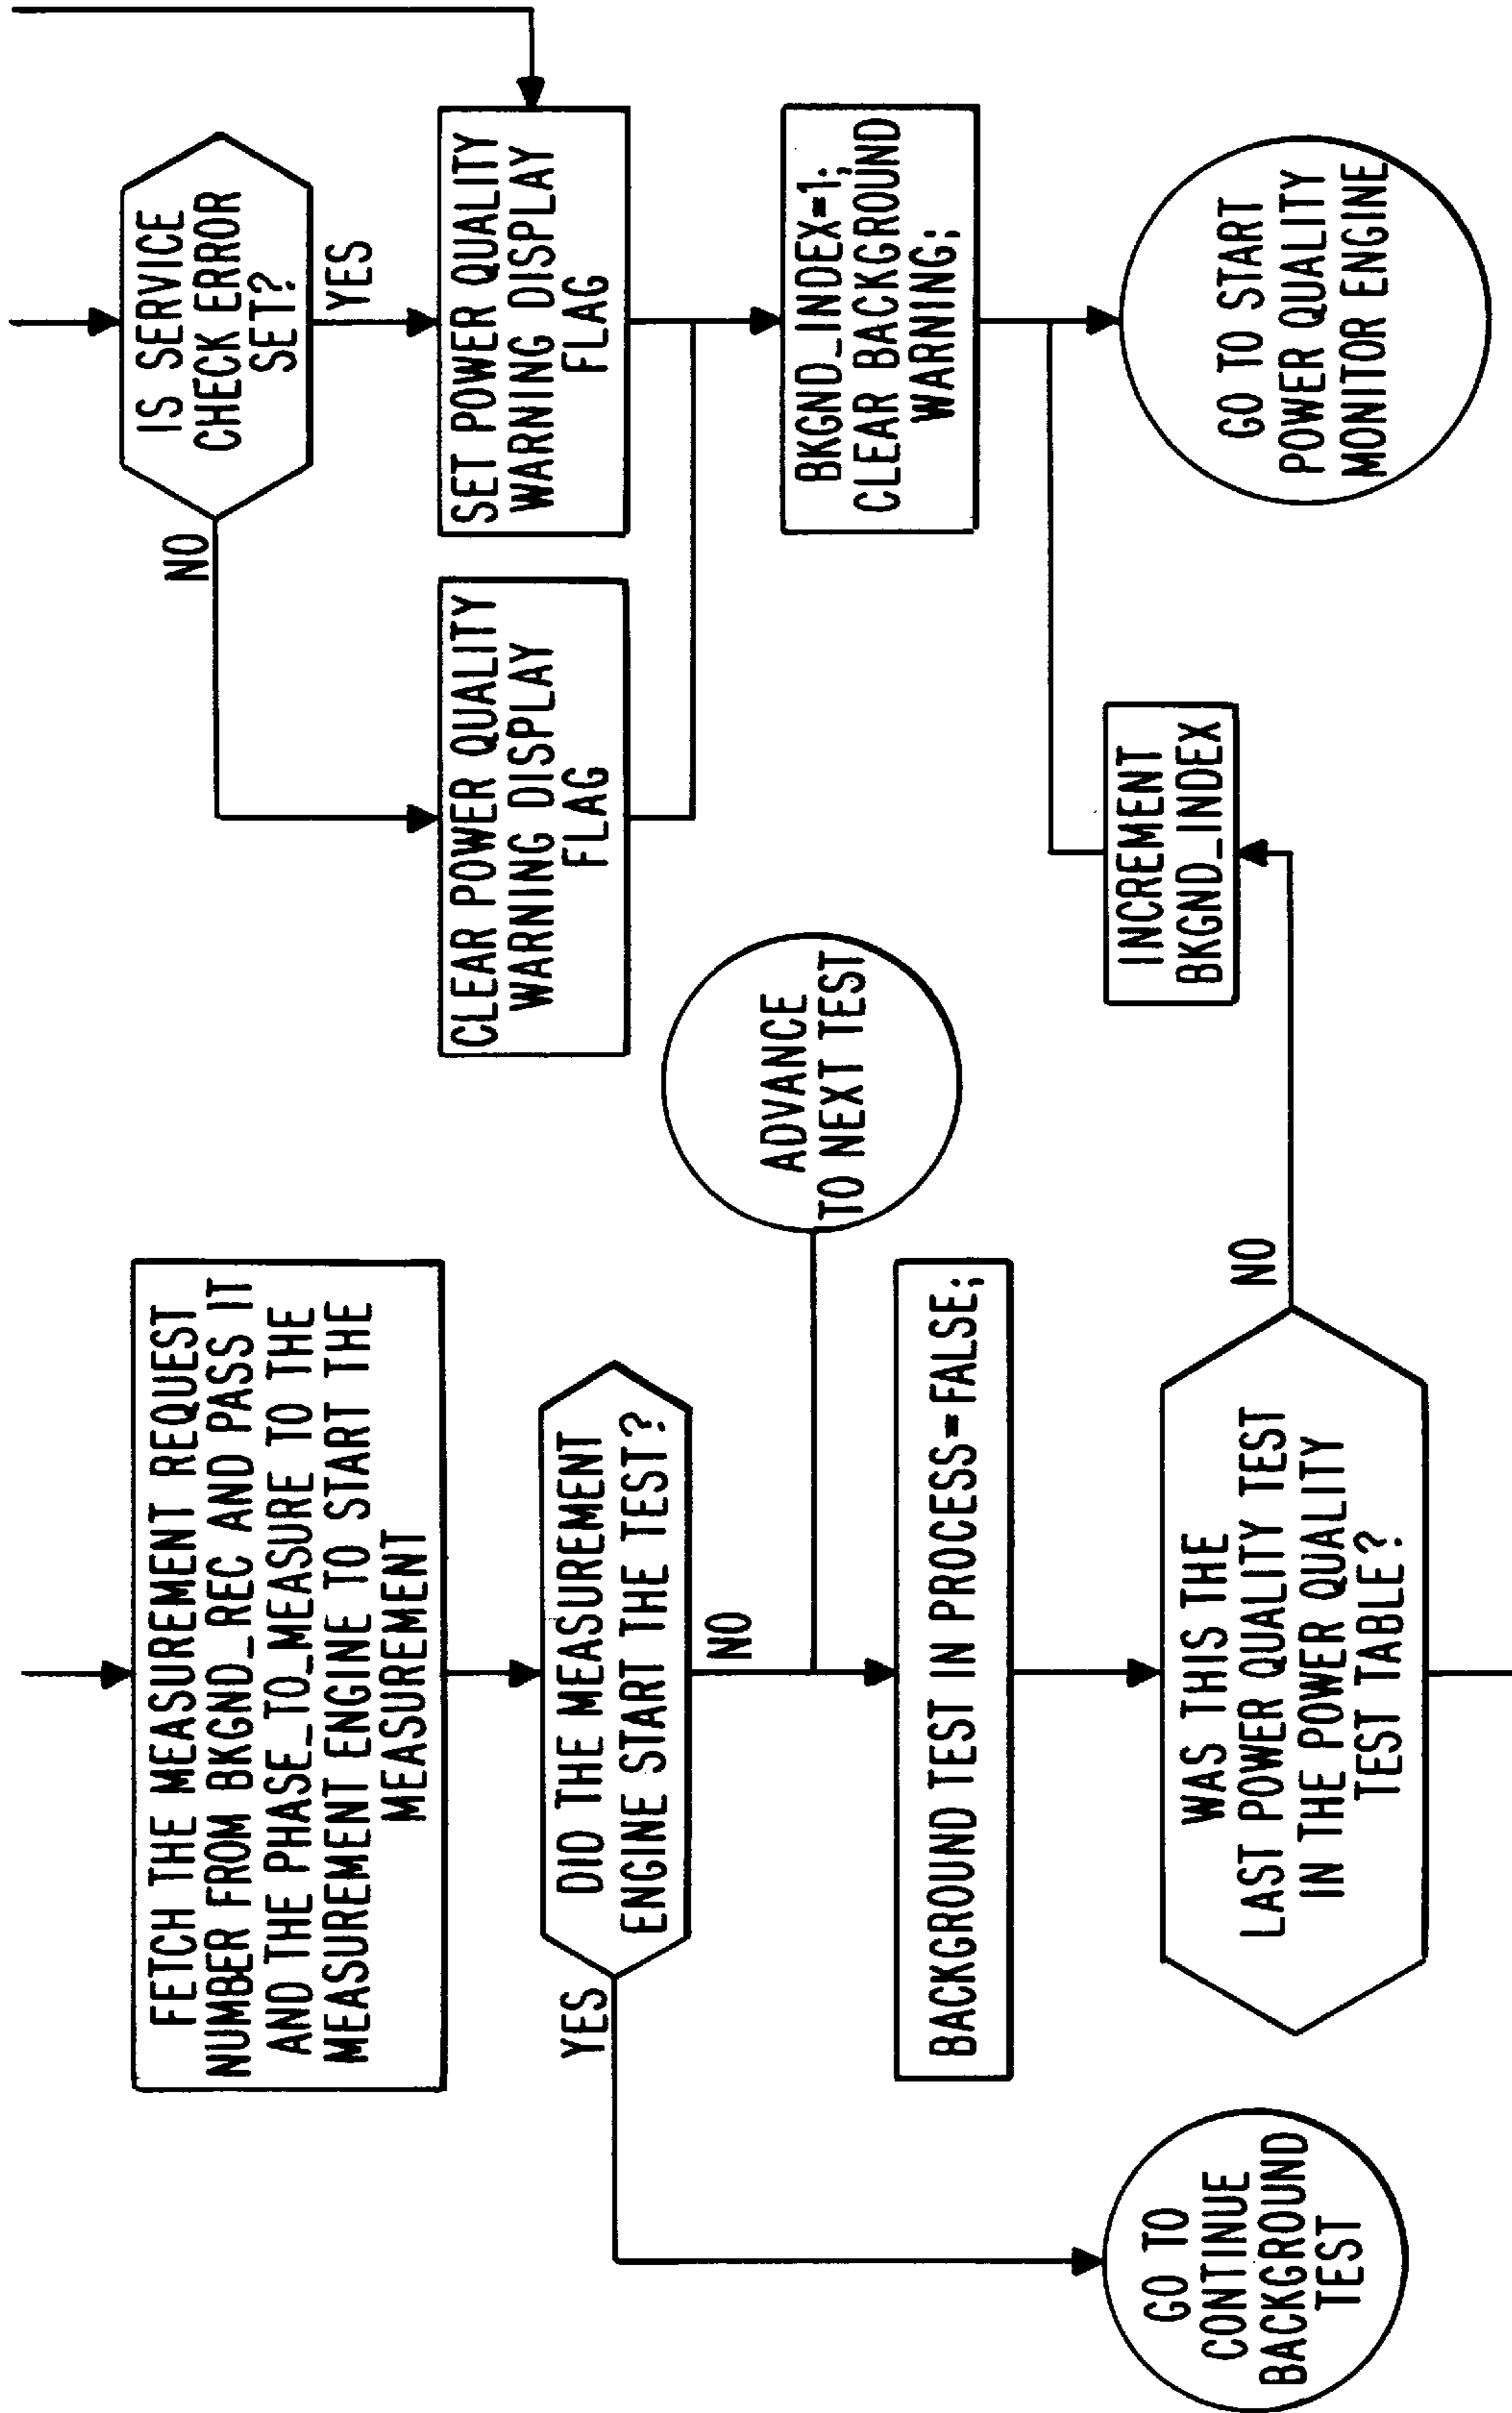 FETCH THE MEASUREMENT REQUEST
NUMBER FROM BKGND_REC AND PASS IT
AND THE PHASE_TO_MEASURE TO THE
MEASUREMENT ENGINE TO START THE
MEASUREMENT
DID THE MEASUREMENT
ENGINE START THE TEST?
YES
NO
GO TO
CONTINUE
BACKGROUND
TEST
ADVANCE
TO NEXT TEST
BACKGROUND TEST IN PROCESS=FALSE;
WAS THIS THE
LAST POWER QUALITY TEST
IN THE POWER QUALITY
TEST TABLE?
NO
INCREMENT
BKGND_INDEX
IS SERVICE
CHECK ERROR
SET?
NO
YES
CLEAR POWER QUALITY
WARNING DISPLAY
FLAG
SET POWER QUALITY
WARNING DISPLAY
FLAG
BKGND_INDEX=1;
CLEAR BACKGROUND
WARNING;
GO TO START
POWER QUALITY
MONITOR ENGINE